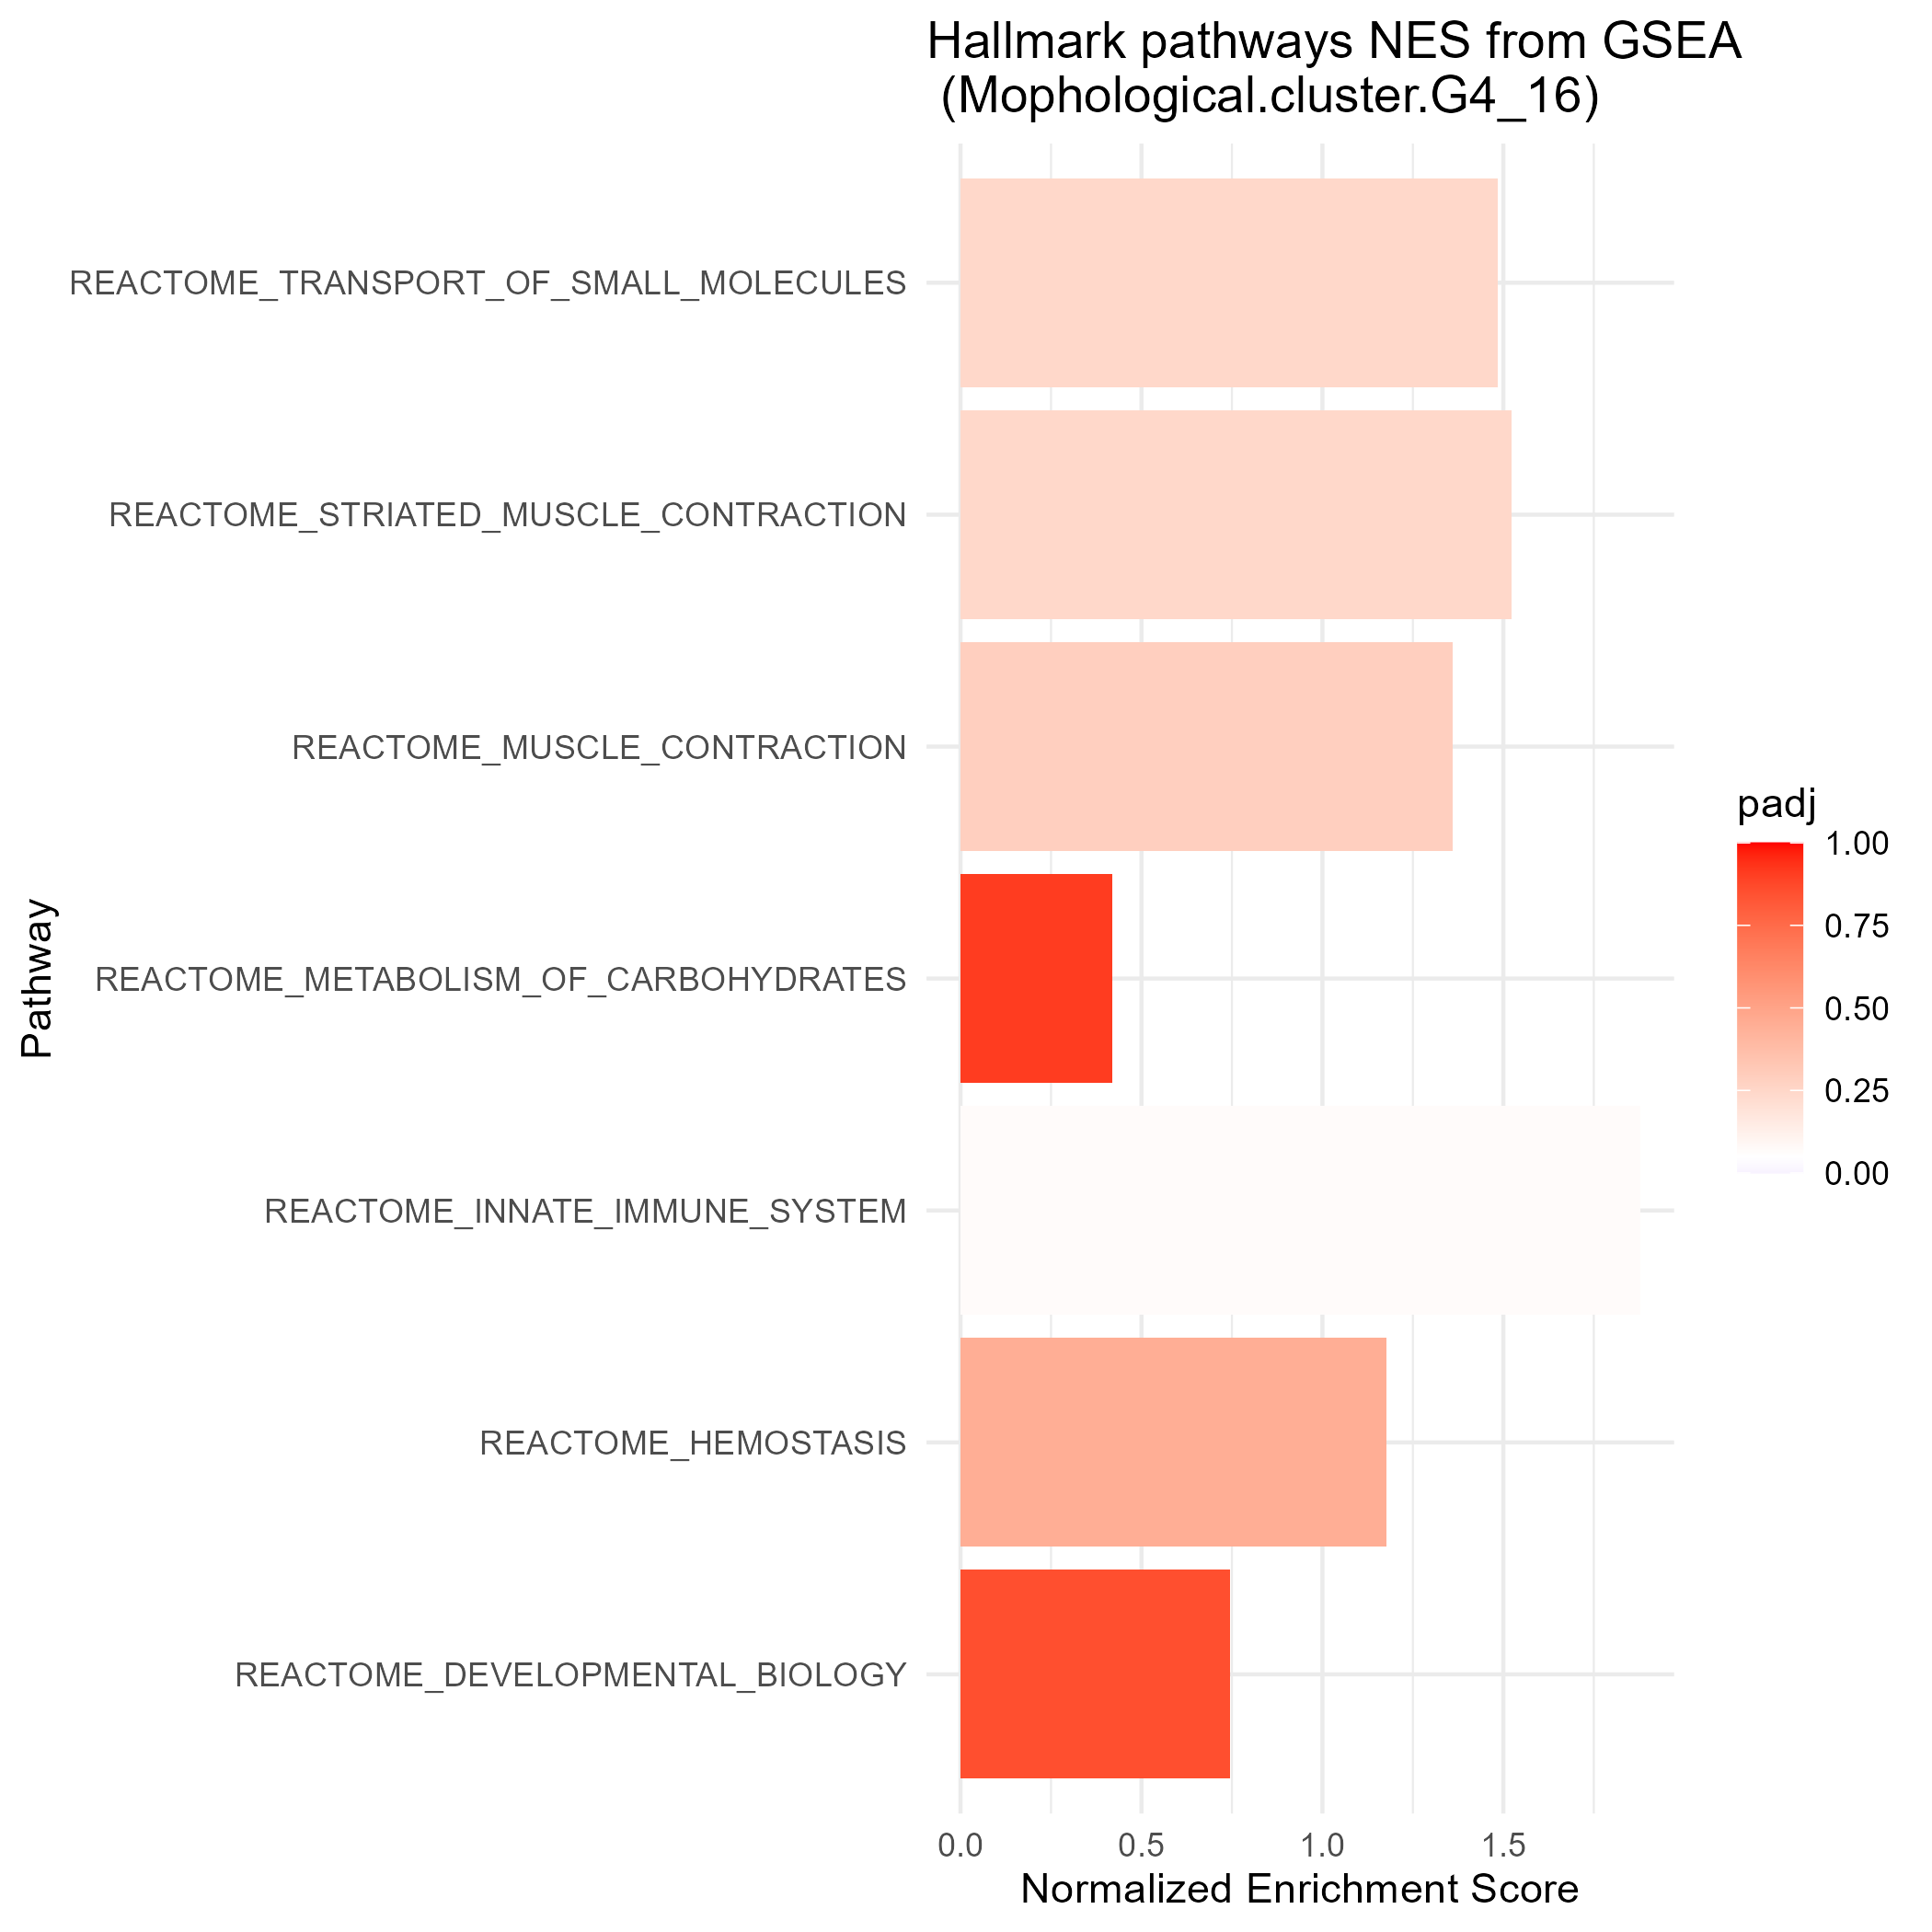 Hallmark pathways NES from GSEA
(Mophological.cluster.G4_16)
Pathway
REACTOME_TRANSPORT_OF_SMALL_MOLECULES
REACTOME_STRIATED_MUSCLE_CONTRACTION
REACTOME_MUSCLE_CONTRACTION
REACTOME_METABOLISM_OF_CARBOHYDRATES
REACTOME_INNATE_IMMUNE_SYSTEM
REACTOME_HEMOSTASIS
REACTOME_DEVELOPMENTAL_BIOLOGY
0.0 0.5 1.0 1.5
Normalized Enrichment Score
padj
1.00
0.75
0.50
0.25
0.00